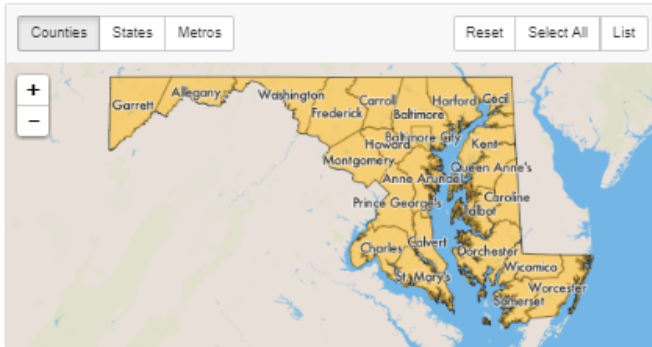 Counties States Metros Reset Select All List
+
−
Garrett Allegany Washington Frederick Carroll Baltimore Harford Cecil
Baltimore City
Howard Kent
Montgomery Queen Anne's
Anne Arundel
Prince George's Caroline
Talbot
Charles Calvert Dorchester
St. Mary's Wicomico
Worcester
Somerset